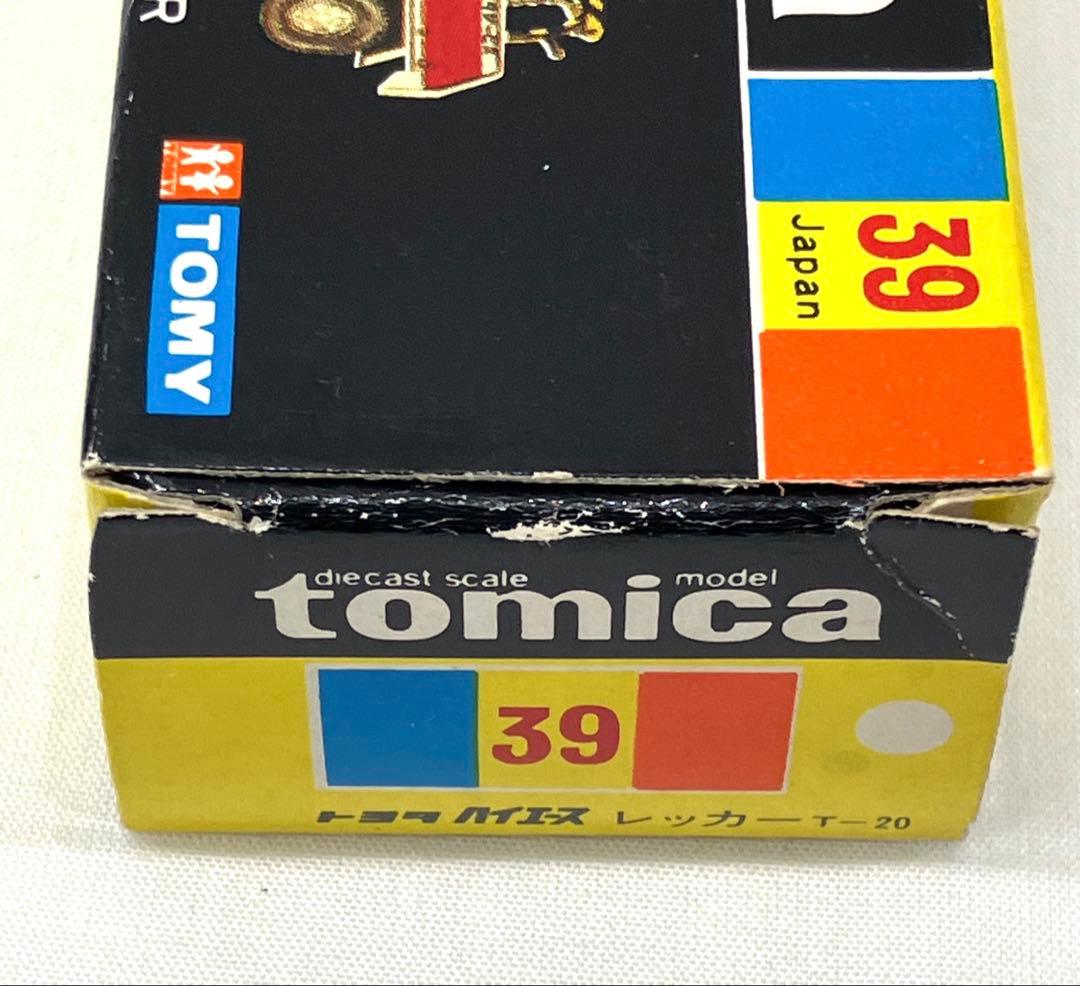 R
TOMY
39
Japan
diecast scale model
tomica
39
トヨタ ハイエース レッカー T-20